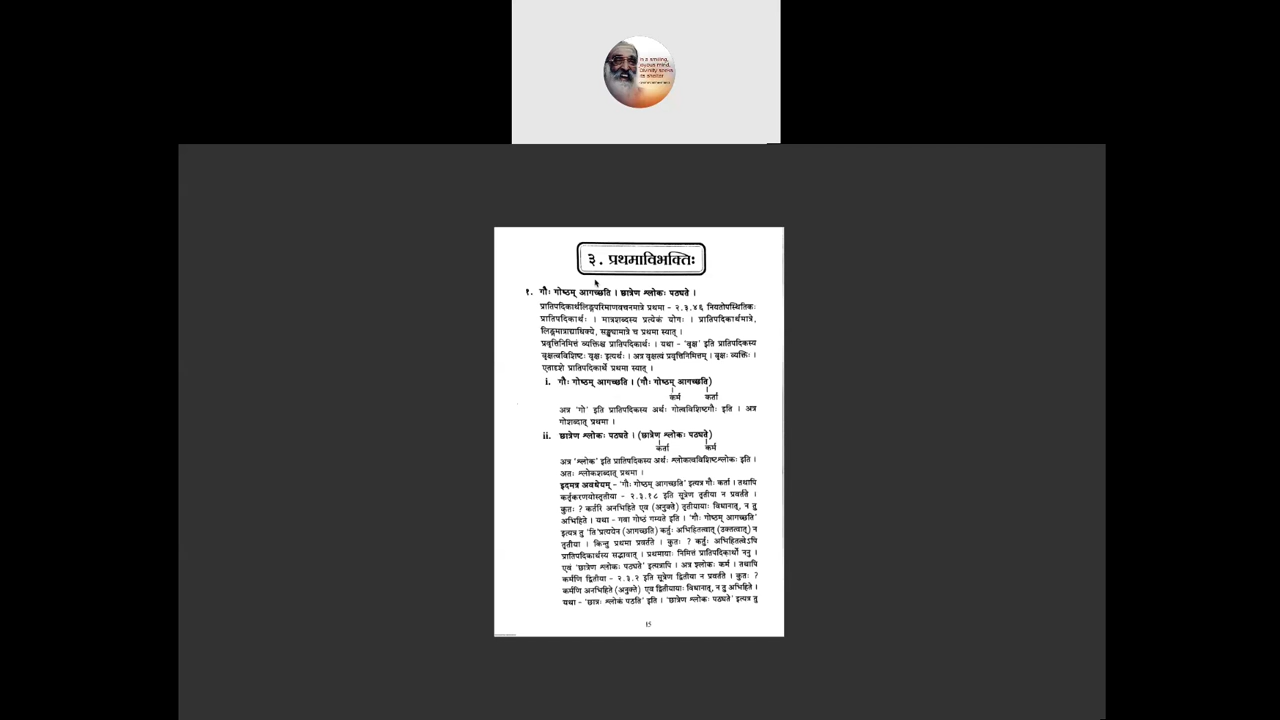 In a smiling,
joyous mind,
Divinity seeks
its shelter
३. प्रथमाविभक्तिः
१. गौः गोष्ठम् आगच्छति । छात्रेण श्लोकः पठ्यते ।
प्रातिपदिकार्थलिङ्गपरिमाणवचनमात्रे प्रथमा - २.३.४६ नियतोपस्थितिकः
प्रातिपदिकार्थः । मात्रशब्दस्य प्रत्येकं योगः । प्रातिपदिकार्थमात्रे,
लिङ्गमात्राद्याधिक्ये, सङ्ख्यामात्रे च प्रथमा स्यात् ।
प्रवृत्तिनिमित्तं व्यक्तिश्च प्रातिपदिकार्थः । यथा - 'वृक्ष' इति प्रातिपदिकस्य
वृक्षत्वविशिष्टः वृक्षः इत्यर्थः । अत्र वृक्षत्वं प्रवृत्तिनिमित्तम् । वृक्षः व्यक्तिः ।
एतादृशे प्रातिपदिकार्थे प्रथमा स्यात् ।
i. गौः गोष्ठम् आगच्छति । (गौः गोष्ठम् आगच्छति)
कर्म कर्ता
अत्र 'गो' इति प्रातिपदिकस्य अर्थः गोत्वविशिष्टगौः इति । अत्र
गोशब्दात् प्रथमा ।
ii. छात्रेण श्लोकः पठ्यते । (छात्रेण श्लोकः पठ्यते)
कर्ता कर्म
अत्र 'श्लोक' इति प्रातिपदिकस्य अर्थः श्लोकत्वविशिष्टश्लोकः इति ।
अतः श्लोकशब्दात् प्रथमा ।
इदमत्र अवधेयम् - 'गौः गोष्ठम् आगच्छति' इत्यत्र गौः कर्ता । तथापि
कर्तृकरणयोस्तृतीया - २.३.१८ इति सूत्रेण तृतीया न प्रवर्तते ।
कुतः ? कर्तरि अनभिहिते एव (अनुक्ते) तृतीयायाः विधानात्, न तु
अभिहिते । यथा - गवा गोष्ठं गम्यते इति । 'गौः गोष्ठम् आगच्छति'
इत्यत्र तु 'ति'प्रत्ययेन (आगच्छति) कर्तुः अभिहितत्वात् (उक्तत्वात्) न
तृतीया । किन्तु प्रथमा प्रवर्तते । कुतः ? कर्तुः अभिहितत्वेऽपि
प्रातिपदिकार्थस्य सद्भावात् । प्रथमायाः निमित्तं प्रातिपदिकार्थो ननु ।
एवं 'छात्रेण श्लोकः पठ्यते' इत्यत्रापि । अत्र श्लोकः कर्म । तथापि
कर्मणि द्वितीया - २.३.२ इति सूत्रेण द्वितीया न प्रवर्तते । कुतः ?
कर्मणि अनभिहिते (अनुक्ते) एव द्वितीयायाः विधानात्, न तु अभिहिते ।
यथा - 'छात्रः श्लोकं पठति' इति । 'छात्रेण श्लोकः पठ्यते' इत्यत्र तु
15